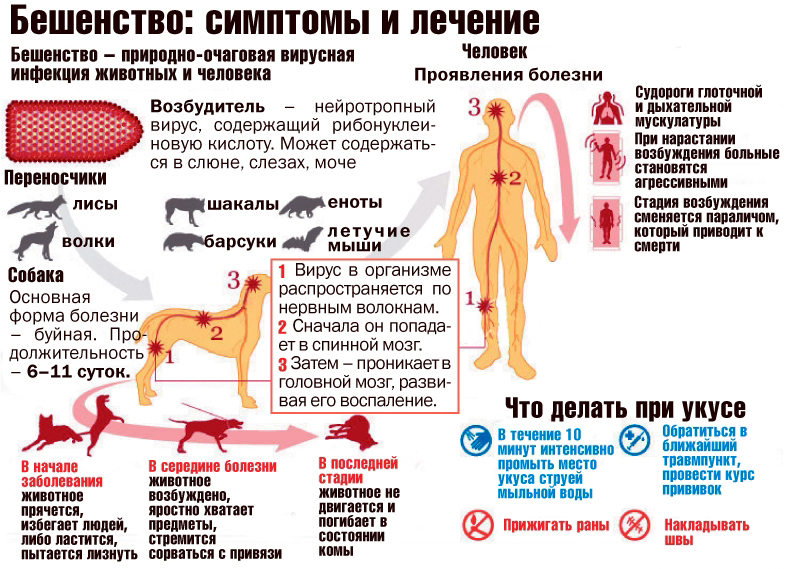 Бешенство: симптомы и лечение
Бешенство – природно-очаговая вирусная
инфекция животных и человека
Возбудитель – нейротропный
вирус, содержащий рибонуклеи-
новую кислоту. Может содержать-
ся в слюне, слезах, моче
Переносчики
лисы
шакалы
еноты
волки
барсуки
летучие
мыши
Собака
Основная
форма болезни
– буйная. Про-
должительность
– 6–11 суток.
3
2
1
1 Вирус в организме
распространяется по
нервным волокнам.
2 Сначала он попада-
ет в спинной мозг.
3 Затем – проникает в
головной мозг, разви-
вая его воспаление.
Человек
Проявления болезни
3
2
1
Судороги глоточной
и дыхательной
мускулатуры
При нарастании
возбуждения больные
становятся
агрессивными
Стадия возбуждения
сменяется параличом,
который приводит к
смерти
В начале
заболевания
животное
прячется,
избегает людей,
либо ластится,
пытается лизнуть
В середине болезни
животное
возбуждено,
яростно хватает
предметы,
стремится
сорваться с привязи
В последней
стадии
животное не
двигается и
погибает в
состоянии
комы
Что делать при укусе
В течение 10
минут интенсивно
промыть место
укуса струей
мыльной воды
Обратиться в
ближайший
травмпункт,
провести курс
прививок
Прижигать раны
Накладывать
швы